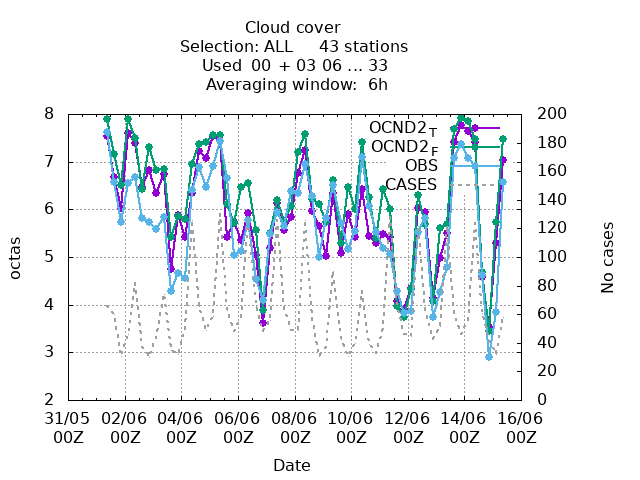 Cloud cover
Selection: ALL 43 stations
Used 00 + 03 06 ... 33
Averaging window: 6h
8 200
OCND2T
180
OCND2F
7 160
OBS
CASES
140
6
120
octas
5 100
No cases
80
4
60
3 40
20
2 0
31/05 02/06 04/06 06/06 08/06 10/06 12/06 14/06 16/06
00Z 00Z 00Z 00Z 00Z 00Z 00Z 00Z 00Z
Date